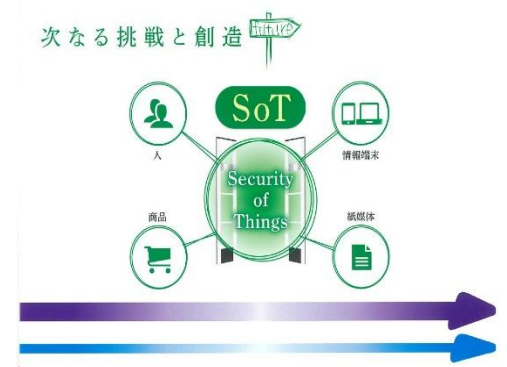 次なる挑戦と創造
future
SoT
人
情報端末
Security
of
Things
商品
紙媒体